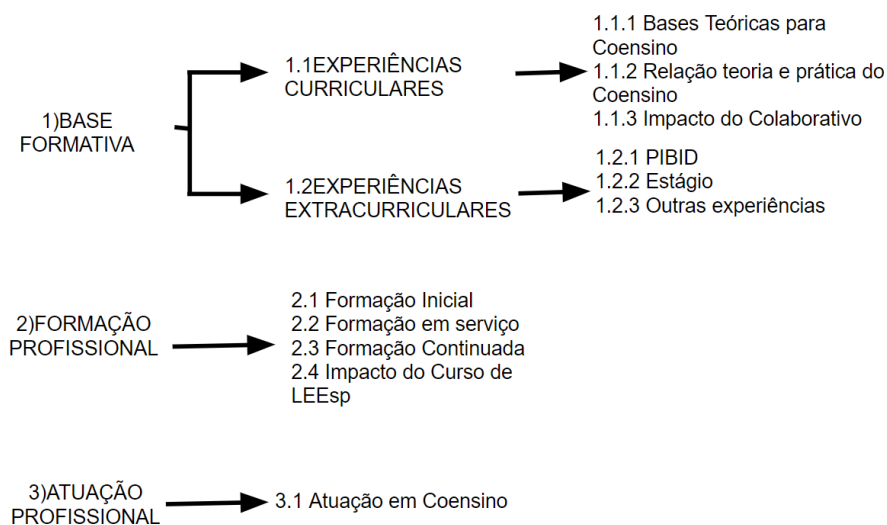 1)BASE
FORMATIVA
1.1EXPERIÊNCIAS
CURRICULARES
1.1.1 Bases Teóricas para
Coensino
1.1.2 Relação teoria e prática do
Coensino
1.1.3 Impacto do Colaborativo
1.2EXPERIÊNCIAS
EXTRACURRICULARES
1.2.1 PIBID
1.2.2 Estágio
1.2.3 Outras experiências
2)FORMAÇÃO
PROFISSIONAL
2.1 Formação Inicial
2.2 Formação em serviço
2.3 Formação Continuada
2.4 Impacto do Curso de
LEEsp
3)ATUAÇÃO
PROFISSIONAL
3.1 Atuação em Coensino